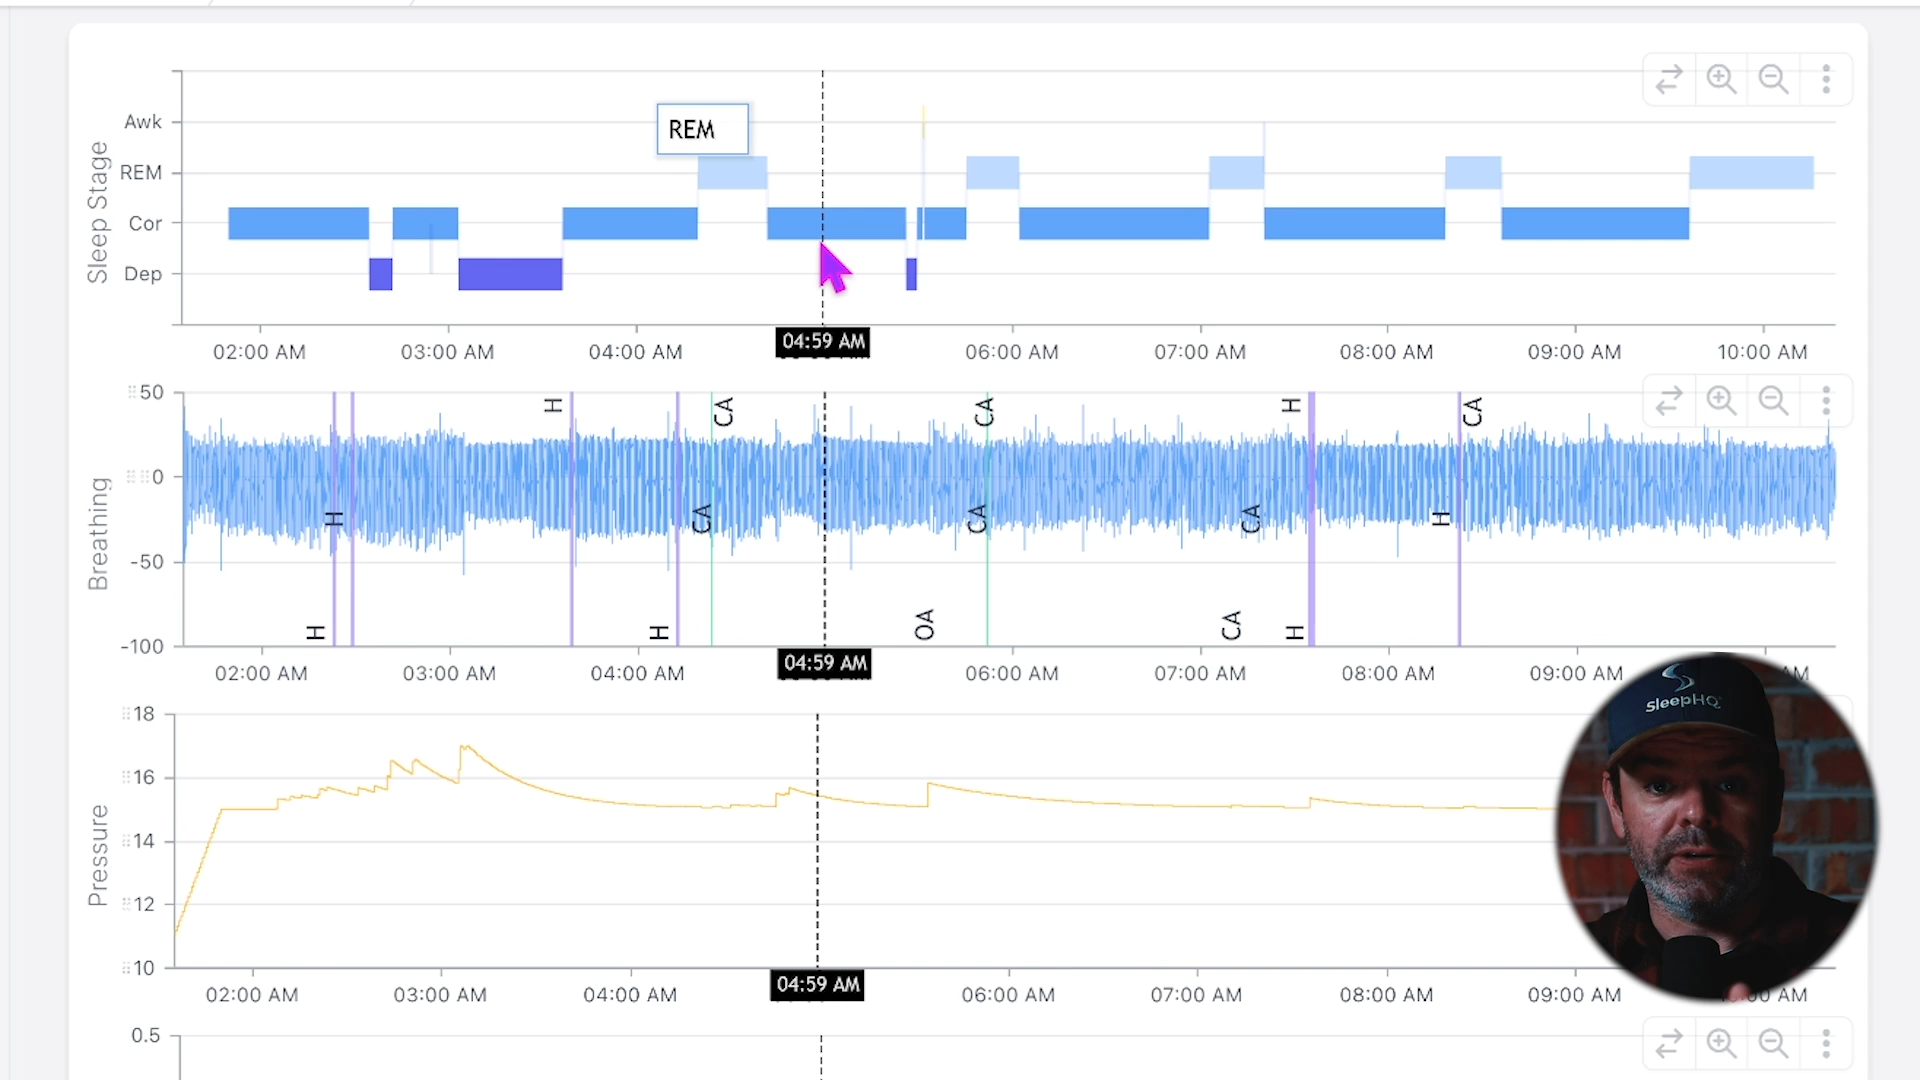 Sleep Stage
Awk
REM
Cor
Dep
REM
02:00 AM
03:00 AM
04:00 AM
04:59 AM
06:00 AM
07:00 AM
08:00 AM
09:00 AM
10:00 AM
Breathing
50
0
-50
-100
H
CA
CA
H
CA
H
CA
CA
CA
H
H
H
OA
CA
H
02:00 AM
03:00 AM
04:00 AM
04:59 AM
06:00 AM
07:00 AM
08:00 AM
09:00 AM
AM
SleepHQ
Pressure
18
16
14
12
10
02:00 AM
03:00 AM
04:00 AM
04:59 AM
06:00 AM
07:00 AM
08:00 AM
09:00 AM
AM
0.5